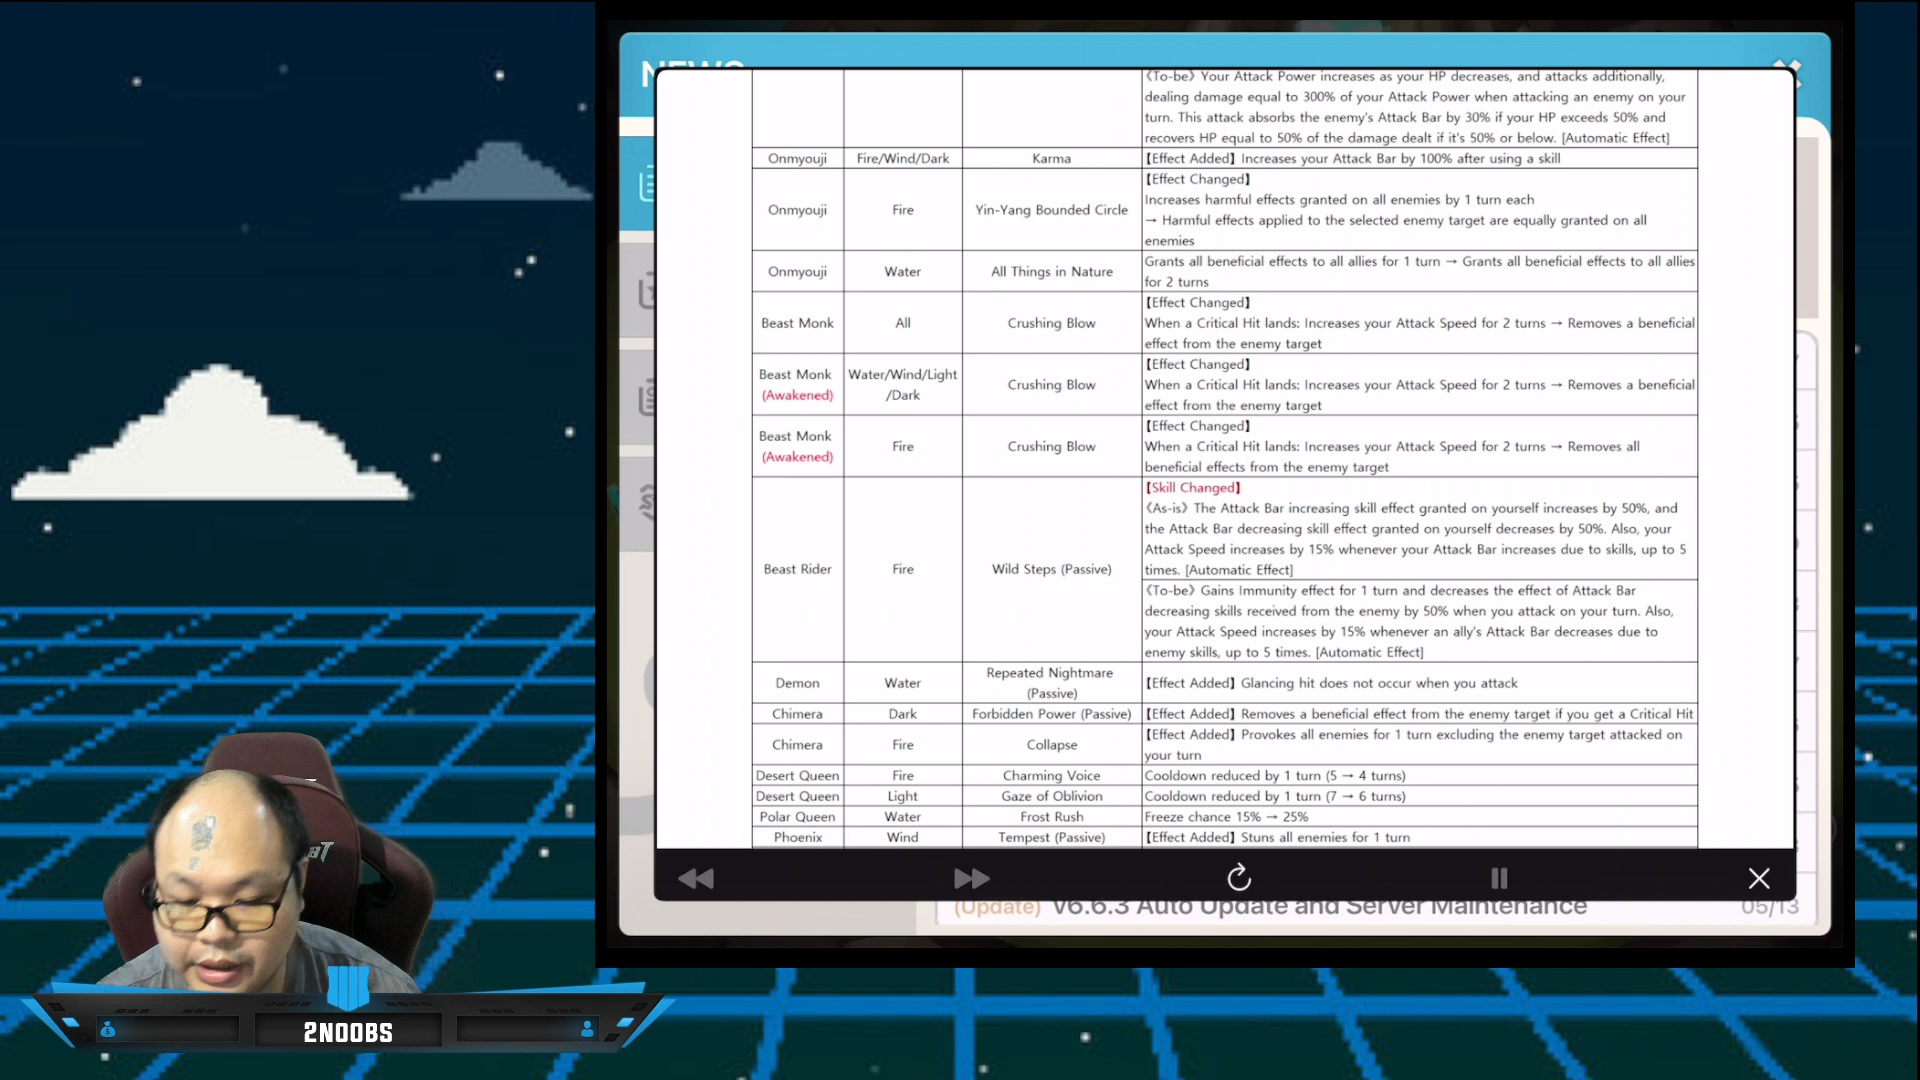 NEWS
《To-be》 Your Attack Power increases as your HP decreases, and attacks additionally,
dealing damage equal to 300% of your Attack Power when attacking an enemy on your
turn. This attack absorbs the enemy's Attack Bar by 30% if your HP exceeds 50% and
recovers HP equal to 50% of the damage dealt if it's 50% or below. [Automatic Effect]
Onmyouji Fire/Wind/Dark Karma 【Effect Added】 Increases your Attack Bar by 100% after using a skill
Onmyouji Fire Yin-Yang Bounded Circle 【Effect Changed】
Increases harmful effects granted on all enemies by 1 turn each
→ Harmful effects applied to the selected enemy target are equally granted on all
enemies
Onmyouji Water All Things in Nature Grants all beneficial effects to all allies for 1 turn → Grants all beneficial effects to all allies
for 2 turns
Beast Monk All Crushing Blow 【Effect Changed】
When a Critical Hit lands: Increases your Attack Speed for 2 turns → Removes a beneficial
effect from the enemy target
Beast Monk (Awakened) Water/Wind/Light/Dark Crushing Blow 【Effect Changed】
When a Critical Hit lands: Increases your Attack Speed for 2 turns → Removes a beneficial
effect from the enemy target
Beast Monk (Awakened) Fire Crushing Blow 【Effect Changed】
When a Critical Hit lands: Increases your Attack Speed for 2 turns → Removes all
beneficial effects from the enemy target
Beast Rider Fire Wild Steps (Passive) 【Skill Changed】
《As-is》 The Attack Bar increasing skill effect granted on yourself increases by 50%, and
the Attack Bar decreasing skill effect granted on yourself decreases by 50%. Also, your
Attack Speed increases by 15% whenever your Attack Bar increases due to skills, up to 5
times. [Automatic Effect]
《To-be》 Gains Immunity effect for 1 turn and decreases the effect of Attack Bar
decreasing skills received from the enemy by 50% when you attack on your turn. Also,
your Attack Speed increases by 15% whenever an ally's Attack Bar decreases due to
enemy skills, up to 5 times. [Automatic Effect]
Demon Water Repeated Nightmare (Passive) 【Effect Added】 Glancing hit does not occur when you attack
Chimera Dark Forbidden Power (Passive) 【Effect Added】 Removes a beneficial effect from the enemy target if you get a Critical Hit
Chimera Fire Collapse 【Effect Added】 Provokes all enemies for 1 turn excluding the enemy target attacked on
your turn
Desert Queen Fire Charming Voice Cooldown reduced by 1 turn (5 → 4 turns)
Desert Queen Light Gaze of Oblivion Cooldown reduced by 1 turn (7 → 6 turns)
Polar Queen Water Frost Rush Freeze chance 15% → 25%
Phoenix Wind Tempest (Passive) 【Effect Added】 Stuns all enemies for 1 turn
(Update) V6.6.3 Auto Update and Server Maintenance 05/13
2NOOBS